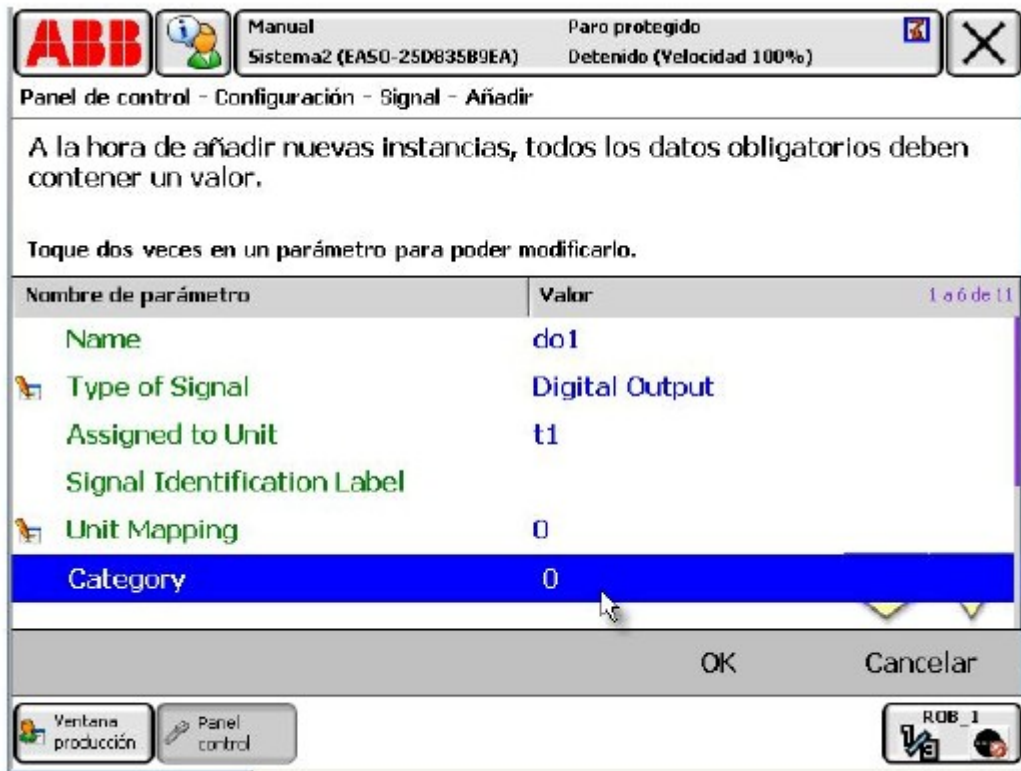 ABB
Manual
Sistema2 (EASO-25D835B9EA)
Paro protegido
Detenido (Velocidad 100%)
Panel de control - Configuración - Signal - Añadir
A la hora de añadir nuevas instancias, todos los datos obligatorios deben
contener un valor.
Toque dos veces en un parámetro para poder modificarlo.
Nombre de parámetro Valor 1 a 6 de 11
Name do1
Type of Signal Digital Output
Assigned to Unit t1
Signal Identification Label
Unit Mapping 0
Category 0
OK Cancelar
Ventana
producción
Panel
control
ROB_1